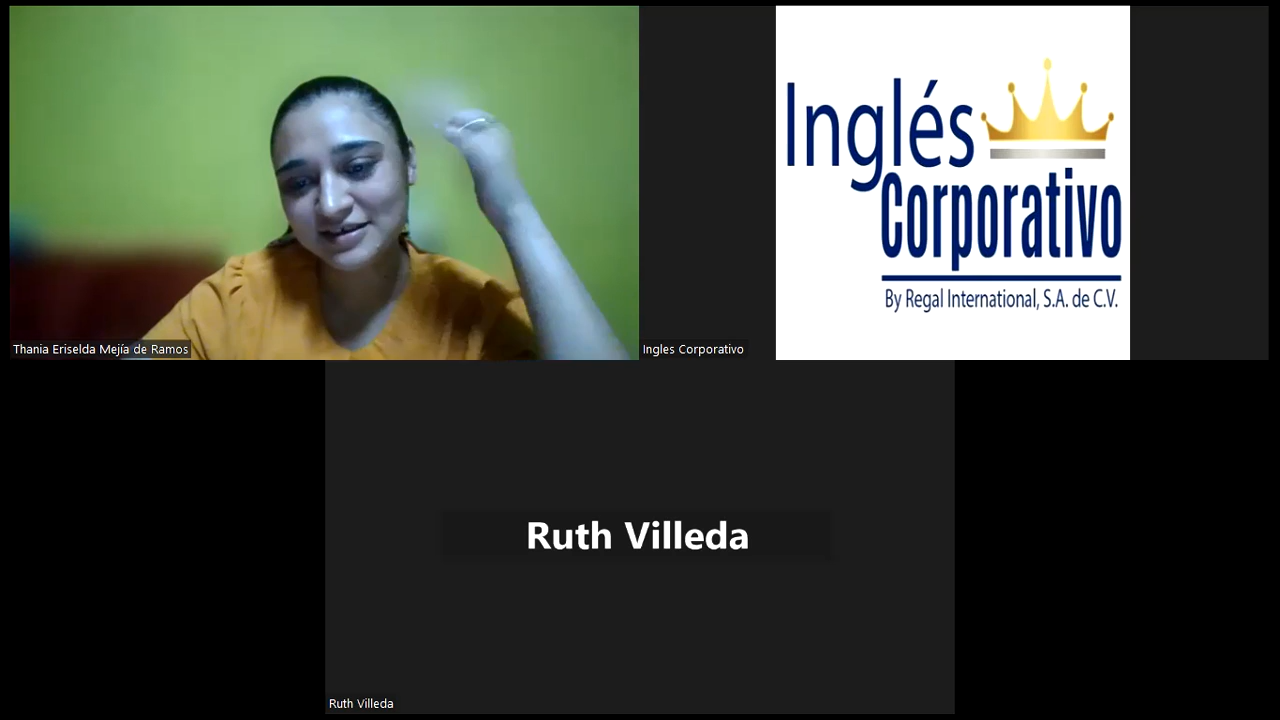 Inglés
Corporativo
By Regal International, S.A. de C.V.
Thania Eriselda Mejía de Ramos
Ingles Corporativo
Ruth Villeda
Ruth Villeda